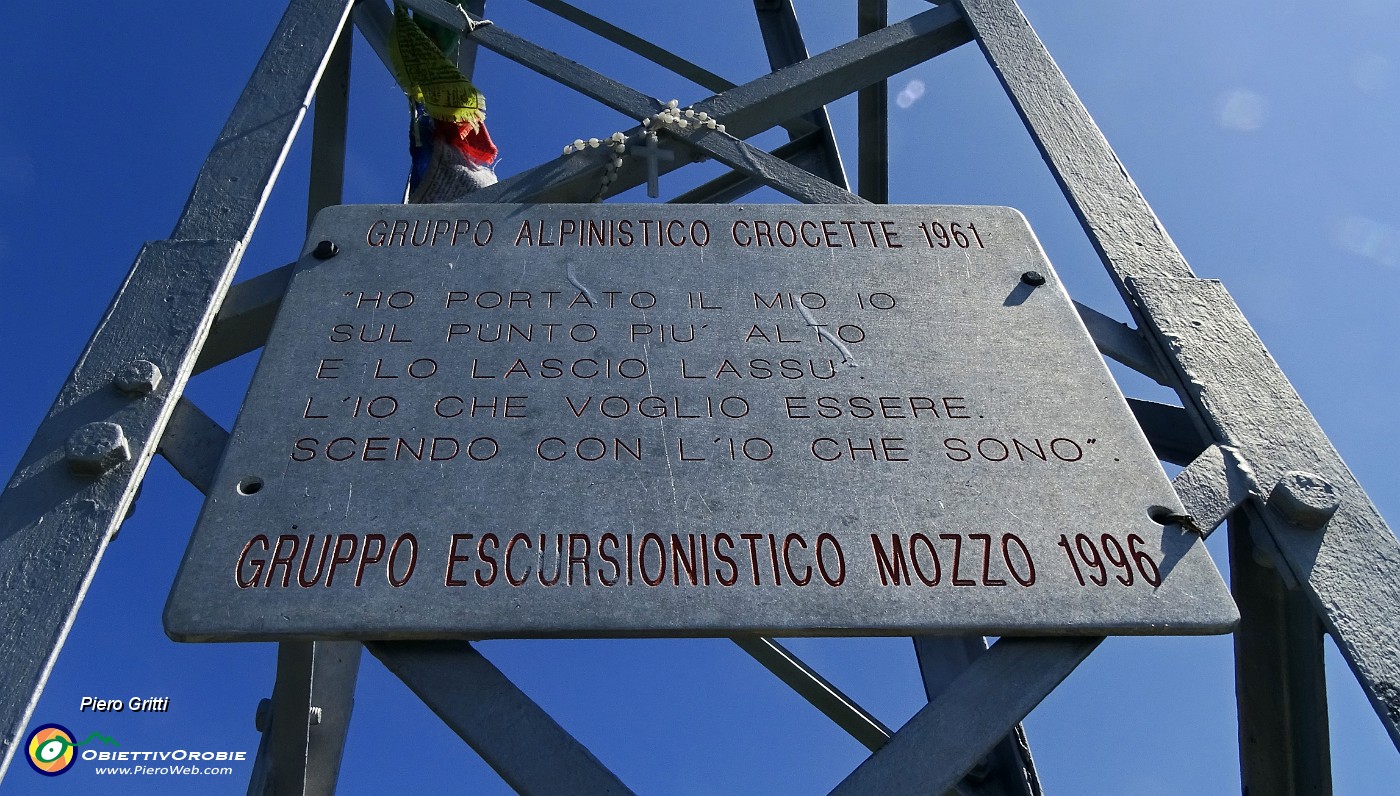 GRUPPO ALPINISTICO CROCETTE 1961
"HO PORTATO IL MIO IO
SUL PUNTO PIU´ ALTO
E LO LASCIO LASSU´.
L´IO CHE VOGLIO ESSERE.
SCENDO CON L´IO CHE SONO".
GRUPPO ESCURSIONISTICO MOZZO 1996
Piero Gritti
OBIETTIVOROBIE
www.PieroWeb.com